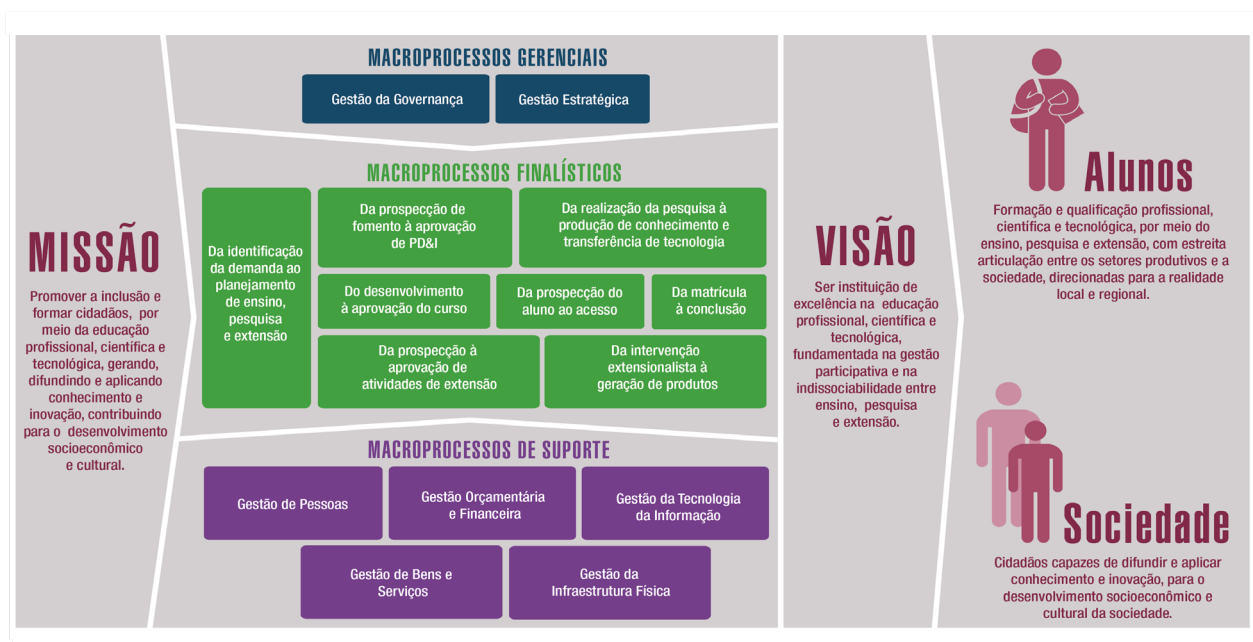 MISSÃO
Promover a inclusão e
formar cidadãos, por
meio da educação
profissional, científica e
tecnológica, gerando,
difundindo e aplicando
conhecimento e
inovação, contribuindo
para o desenvolvimento
socioeconômico
e cultural.
MACROPROCESSOS GERENCIAIS
Gestão da Governança
Gestão Estratégica
MACROPROCESSOS FINALÍSTICOS
Da identificação
da demanda ao
planejamento
de ensino,
pesquisa
e extensão
Da prospecção de
fomento à aprovação
de PD&I
Da realização da pesquisa à
produção de conhecimento e
transferência de tecnologia
Do desenvolvimento
à aprovação do curso
Da prospecção do
aluno ao acesso
Da matrícula
à conclusão
Da prospecção à
aprovação de
atividades de extensão
Da intervenção
extensionalista à
geração de produtos
MACROPROCESSOS DE SUPORTE
Gestão de Pessoas
Gestão Orçamentária
e Financeira
Gestão da Tecnologia
da Informação
Gestão de Bens e
Serviços
Gestão da
Infraestrutura Física
VISÃO
Ser instituição de
excelência na educação
profissional, científica e
tecnológica,
fundamentada na gestão
participativa e na
indissociabilidade entre
ensino, pesquisa
e extensão.
Alunos
Formação e qualificação profissional,
científica e tecnológica, por meio do
ensino, pesquisa e extensão, com estreita
articulação entre os setores produtivos e a
sociedade, direcionadas para a realidade
local e regional.
Sociedade
Cidadãos capazes de difundir e aplicar
conhecimento e inovação, para o
desenvolvimento socioeconômico e
cultural da sociedade.